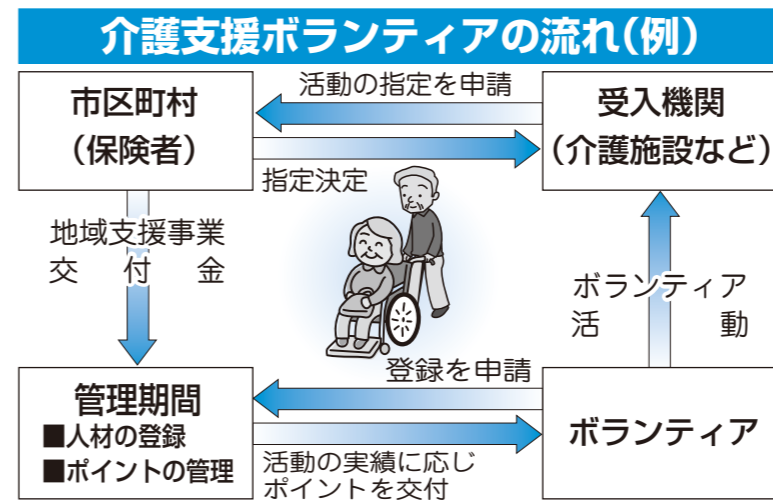 介護支援ボランティアの流れ(例)
市区町村
(保険者)
活動の指定を申請
受入機関
(介護施設など)
指定決定
地域支援事業
交付金
ボランティア
活動
管理期間
■人材の登録
■ポイントの管理
登録を申請
活動の実績に応じ
ポイントを交付
ボランティア